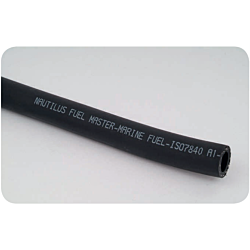 NAUTILUS FUEL MASTER-MARINE FUEL-ISO7840 A1-